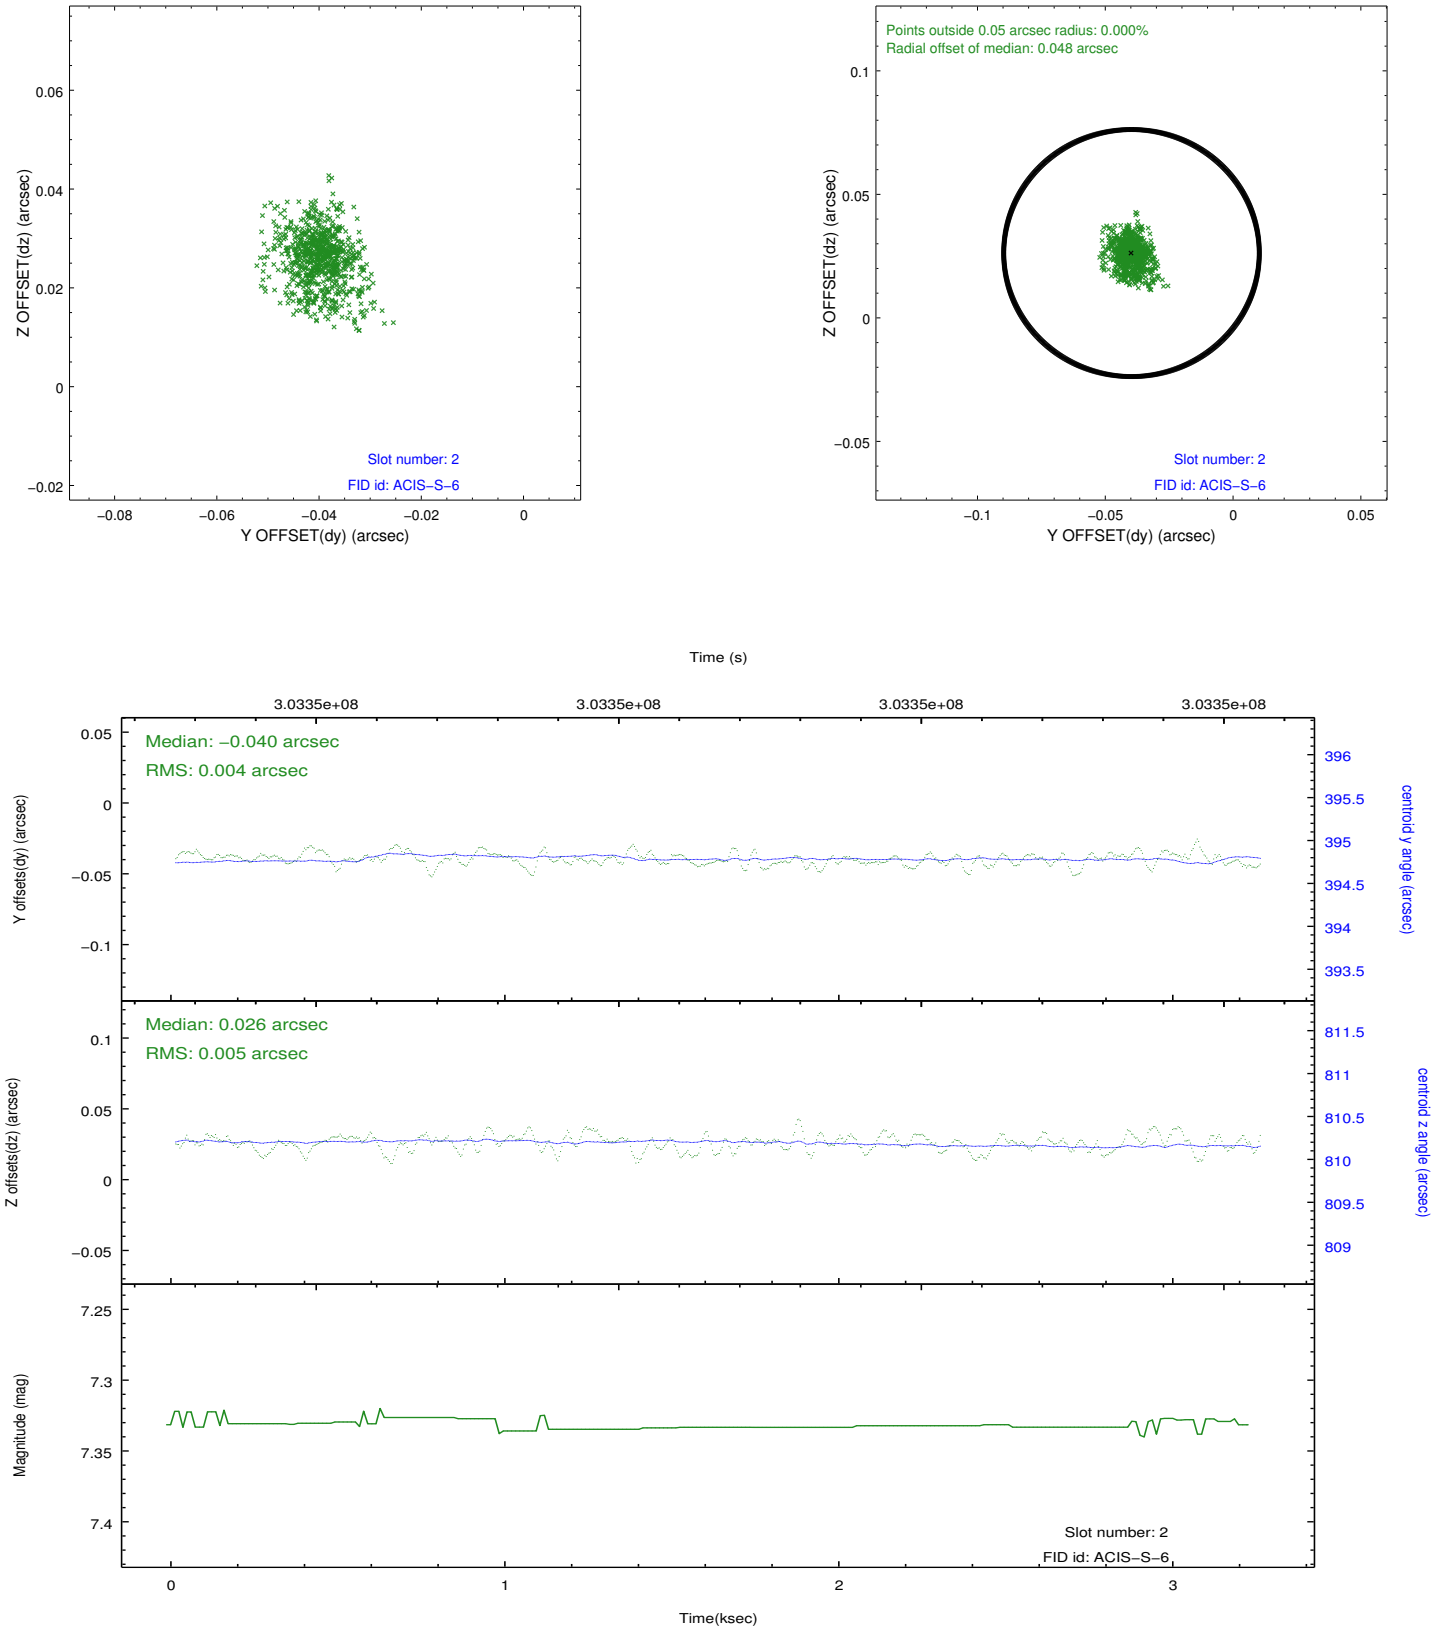 0.06
0.04
0.02
0
−0.02
Z OFFSET(dz) (arcsec)
Slot number: 2
FID id: ACIS−S−6
−0.08
−0.06
−0.04
−0.02
0
Y OFFSET(dy) (arcsec)
Points outside 0.05 arcsec radius: 0.000%
Radial offset of median: 0.048 arcsec
0.1
0.05
0
−0.05
Z OFFSET(dz) (arcsec)
Slot number: 2
FID id: ACIS−S−6
−0.1
−0.05
0
0.05
Y OFFSET(dy) (arcsec)
Time (s)
3.0335e+08
3.0335e+08
3.0335e+08
3.0335e+08
Median: −0.040 arcsec
RMS: 0.004 arcsec
0.05
0
−0.05
−0.1
Y offsets(dy) (arcsec)
396
395.5
395
394.5
394
393.5
centroid y angle (arcsec)
Median: 0.026 arcsec
RMS: 0.005 arcsec
0.1
0.05
0
−0.05
Z offsets(dz) (arcsec)
811.5
811
810.5
810
809.5
809
centroid z angle (arcsec)
7.25
7.3
7.35
7.4
Magnitude (mag)
Slot number: 2
FID id: ACIS−S−6
0
1
2
3
Time(ksec)